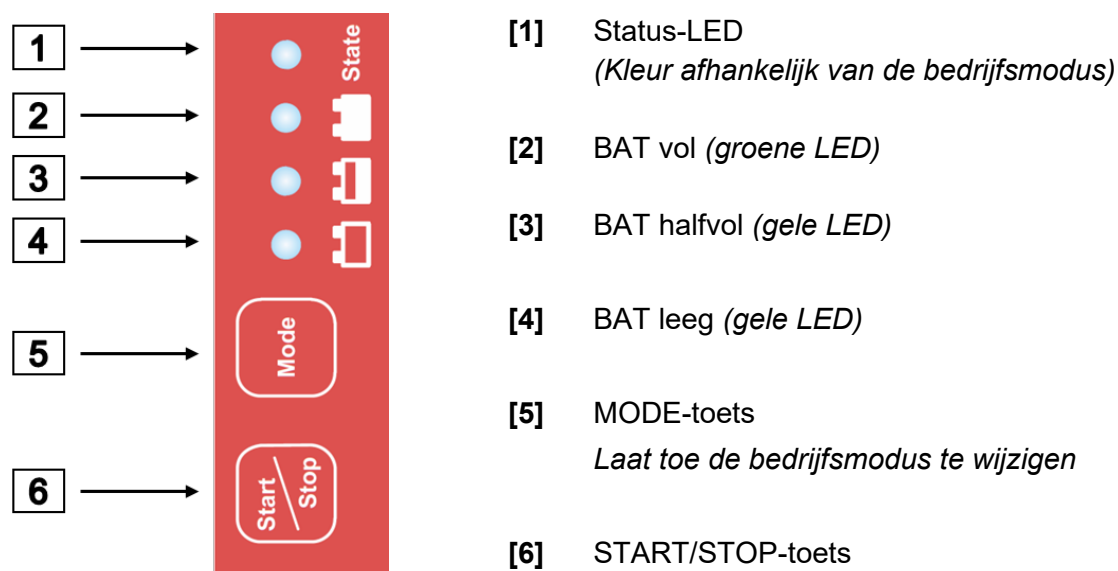 1
2
3
4
5
6
State
Mode
Start
Stop
[1] Status-LED
(Kleur afhankelijk van de bedrijfsmodus)
[2] BAT vol (groene LED)
[3] BAT halfvol (gele LED)
[4] BAT leeg (gele LED)
[5] MODE-toets
Laat toe de bedrijfsmodus te wijzigen
[6] START/STOP-toets